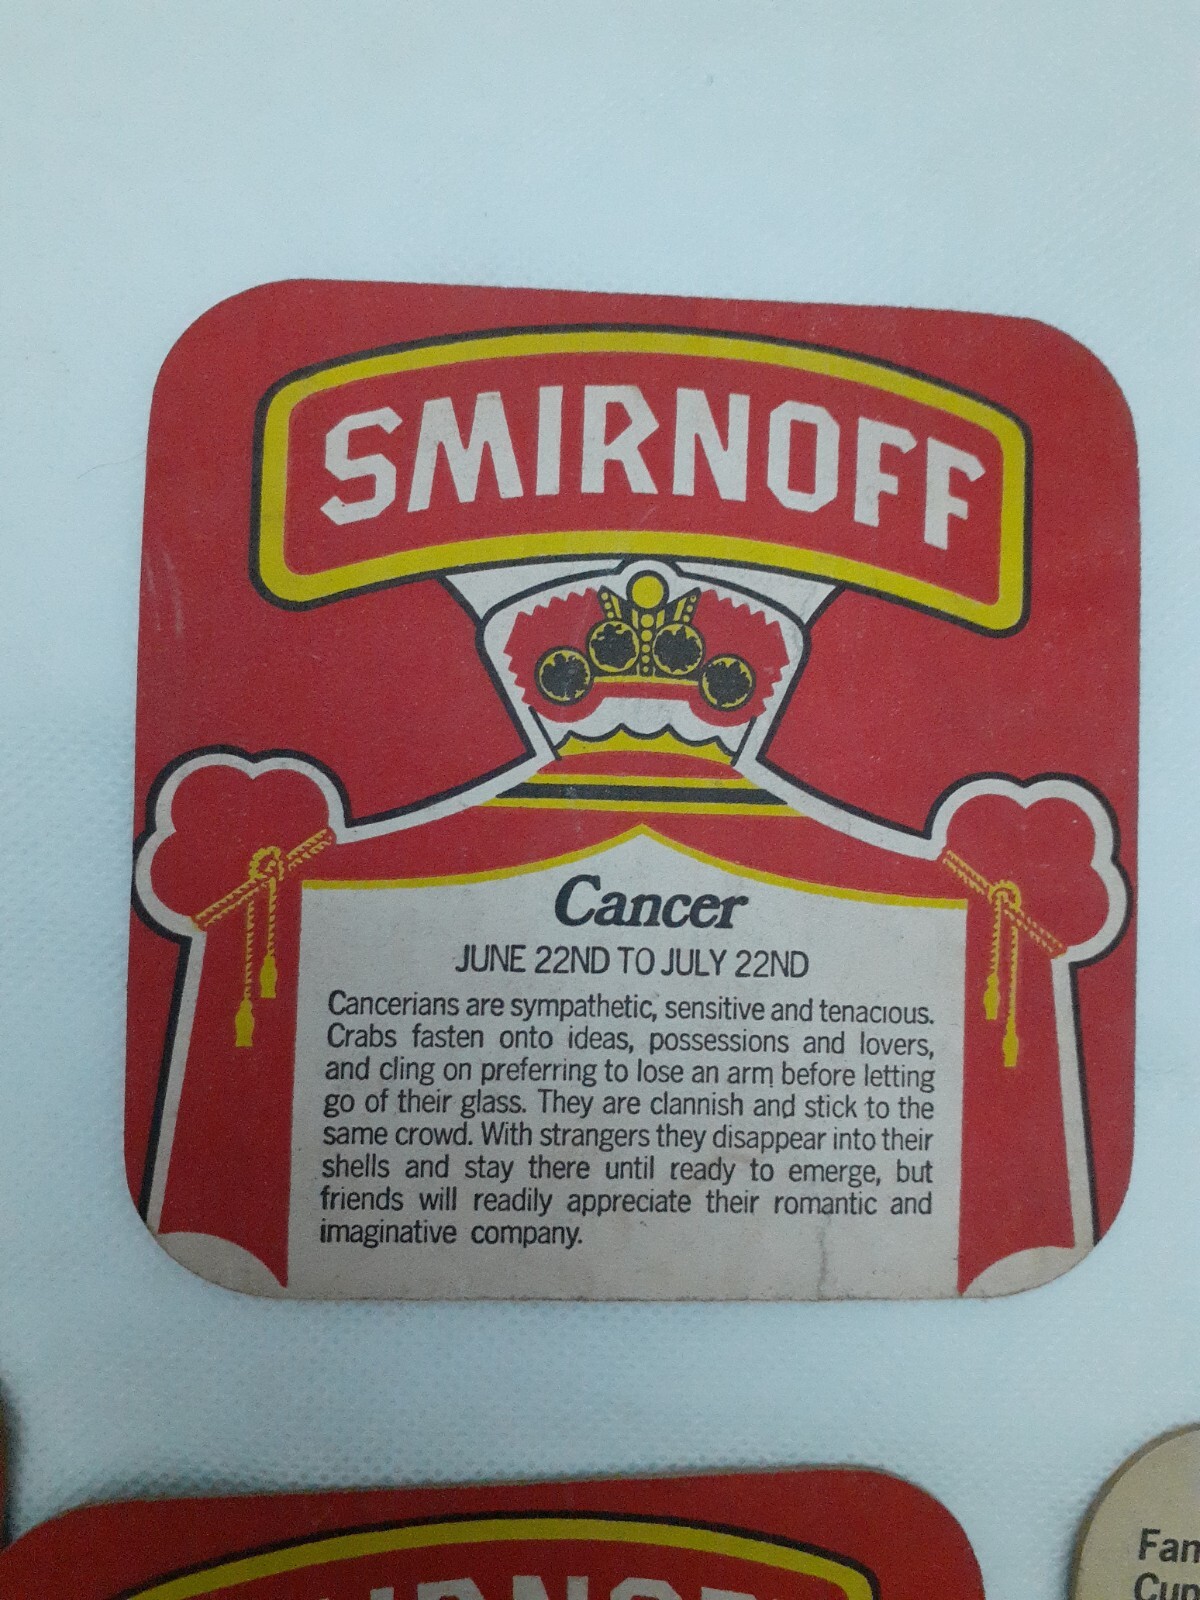 SMIRNOFF
Cancer
JUNE 22ND TO JULY 22ND
Cancerians are sympathetic, sensitive and tenacious.
Crabs fasten onto ideas, possessions and lovers,
and cling on preferring to lose an arm before letting
go of their glass. They are clannish and stick to the
same crowd. With strangers they disappear into their
shells and stay there until ready to emerge, but
friends will readily appreciate their romantic and
imaginative company.